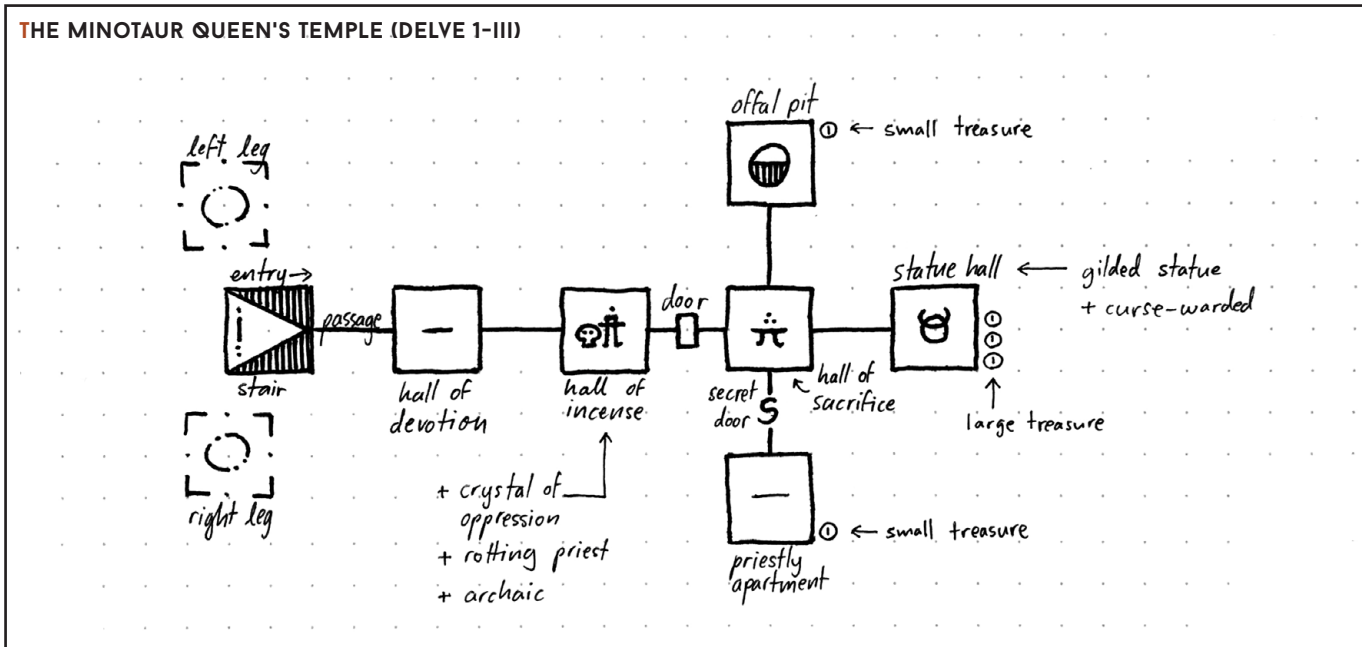 THE MINOTAUR QUEEN'S TEMPLE (DELVE 1-III)
offal pit
← small treasure
left leg
entry→
passage
stair
hall of
devotion
hall of
incense
door
statue hall
← gilded statue
+ curse-warded
secret
door
S
hall of
sacrifice
large treasure
right leg
+ crystal of
oppression
+ rotting priest
+ archaic
← small treasure
priestly
apartment